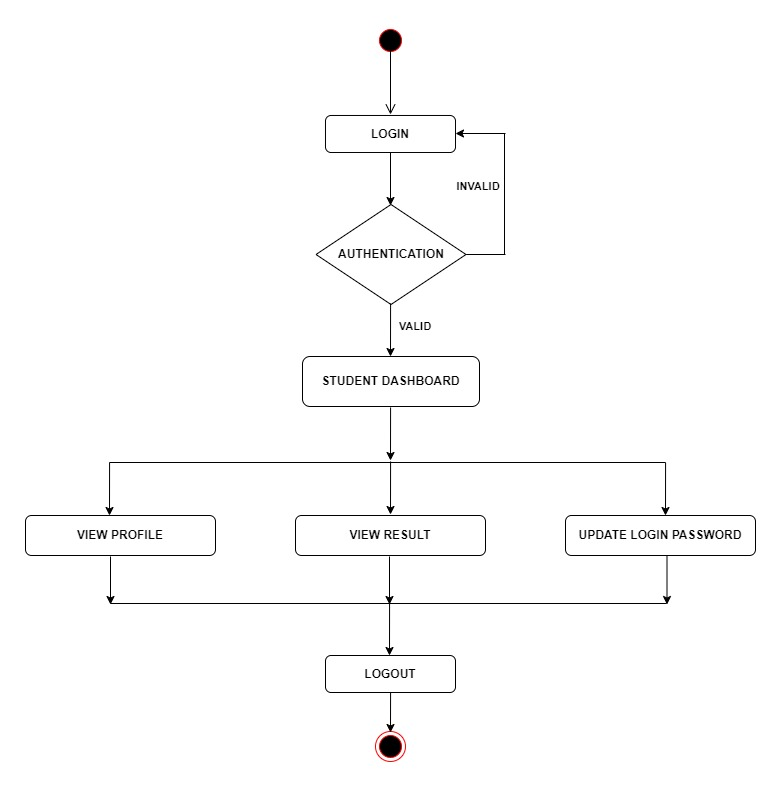 LOGIN
INVALID
AUTHENTICATION
VALID
STUDENT DASHBOARD
VIEW PROFILE
VIEW RESULT
UPDATE LOGIN PASSWORD
LOGOUT